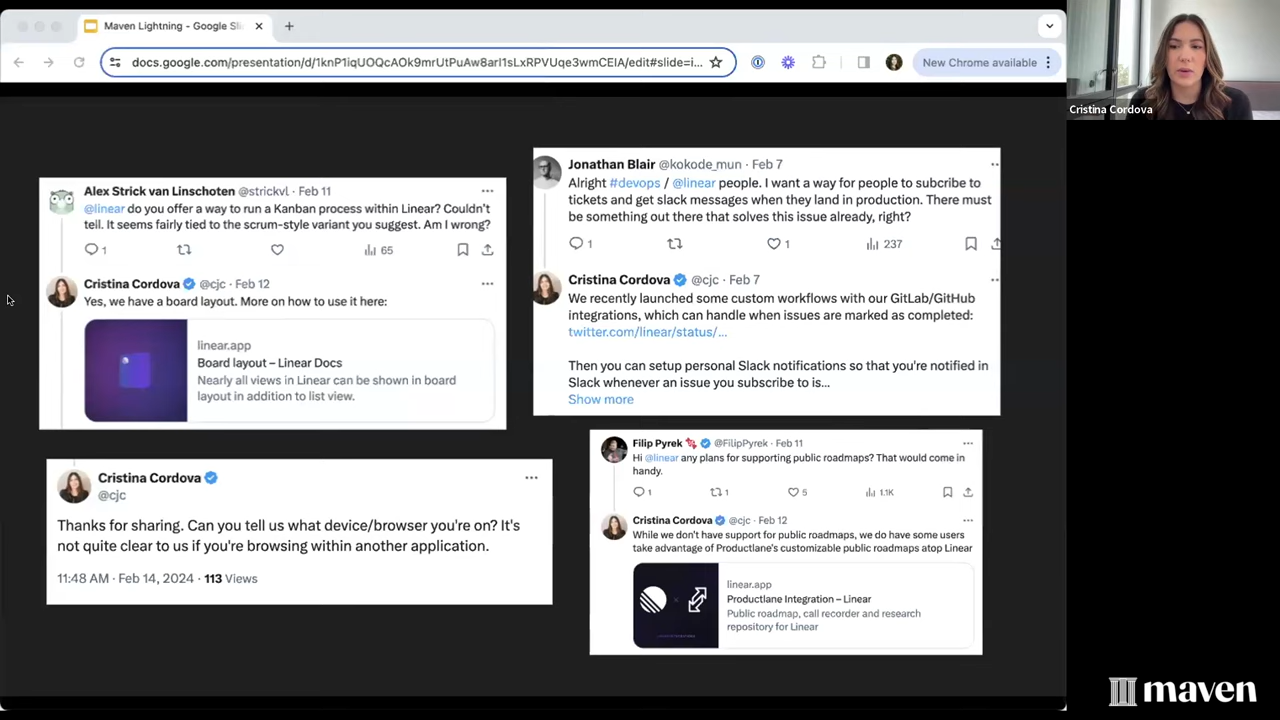 Maven Lightning - Google Sli
docs.google.com/presentation/d/1knP1iqUOQcAOk9mrUtPuAw8arI1sLxRPVUqe3wmCEIA/edit#slide=i...
New Chrome available
Cristina Cordova
Alex Strick van Linschoten @strickvl · Feb 11
@linear do you offer a way to run a Kanban process within Linear? Couldn't
tell. It seems fairly tied to the scrum-style variant you suggest. Am I wrong?
1
65
Cristina Cordova @cjc · Feb 12
Yes, we have a board layout. More on how to use it here:
linear.app
Board layout – Linear Docs
Nearly all views in Linear can be shown in board
layout in addition to list view.
Jonathan Blair @kokode_mun · Feb 7
Alright #devops / @linear people. I want a way for people to subcribe to
tickets and get slack messages when they land in production. There must
be something out there that solves this issue already, right?
1
1
237
Cristina Cordova @cjc · Feb 7
We recently launched some custom workflows with our GitLab/GitHub
integrations, which can handle when issues are marked as completed:
twitter.com/linear/status/...
Then you can setup personal Slack notifications so that you're notified in
Slack whenever an issue you subscribe to is...
Show more
Cristina Cordova
@cjc
Thanks for sharing. Can you tell us what device/browser you're on? It's
not quite clear to us if you're browsing within another application.
11:48 AM · Feb 14, 2024 · 113 Views
Filip Pyrek @FilipPyrek · Feb 11
Hi @linear any plans for supporting public roadmaps? That would come in
handy.
1
1
5
1.1K
Cristina Cordova @cjc · Feb 12
While we don't have support for public roadmaps, we do have some users
take advantage of Productlane's customizable public roadmaps atop Linear
linear.app
Productlane Integration – Linear
Public roadmap, call recorder and research
repository for Linear
maven